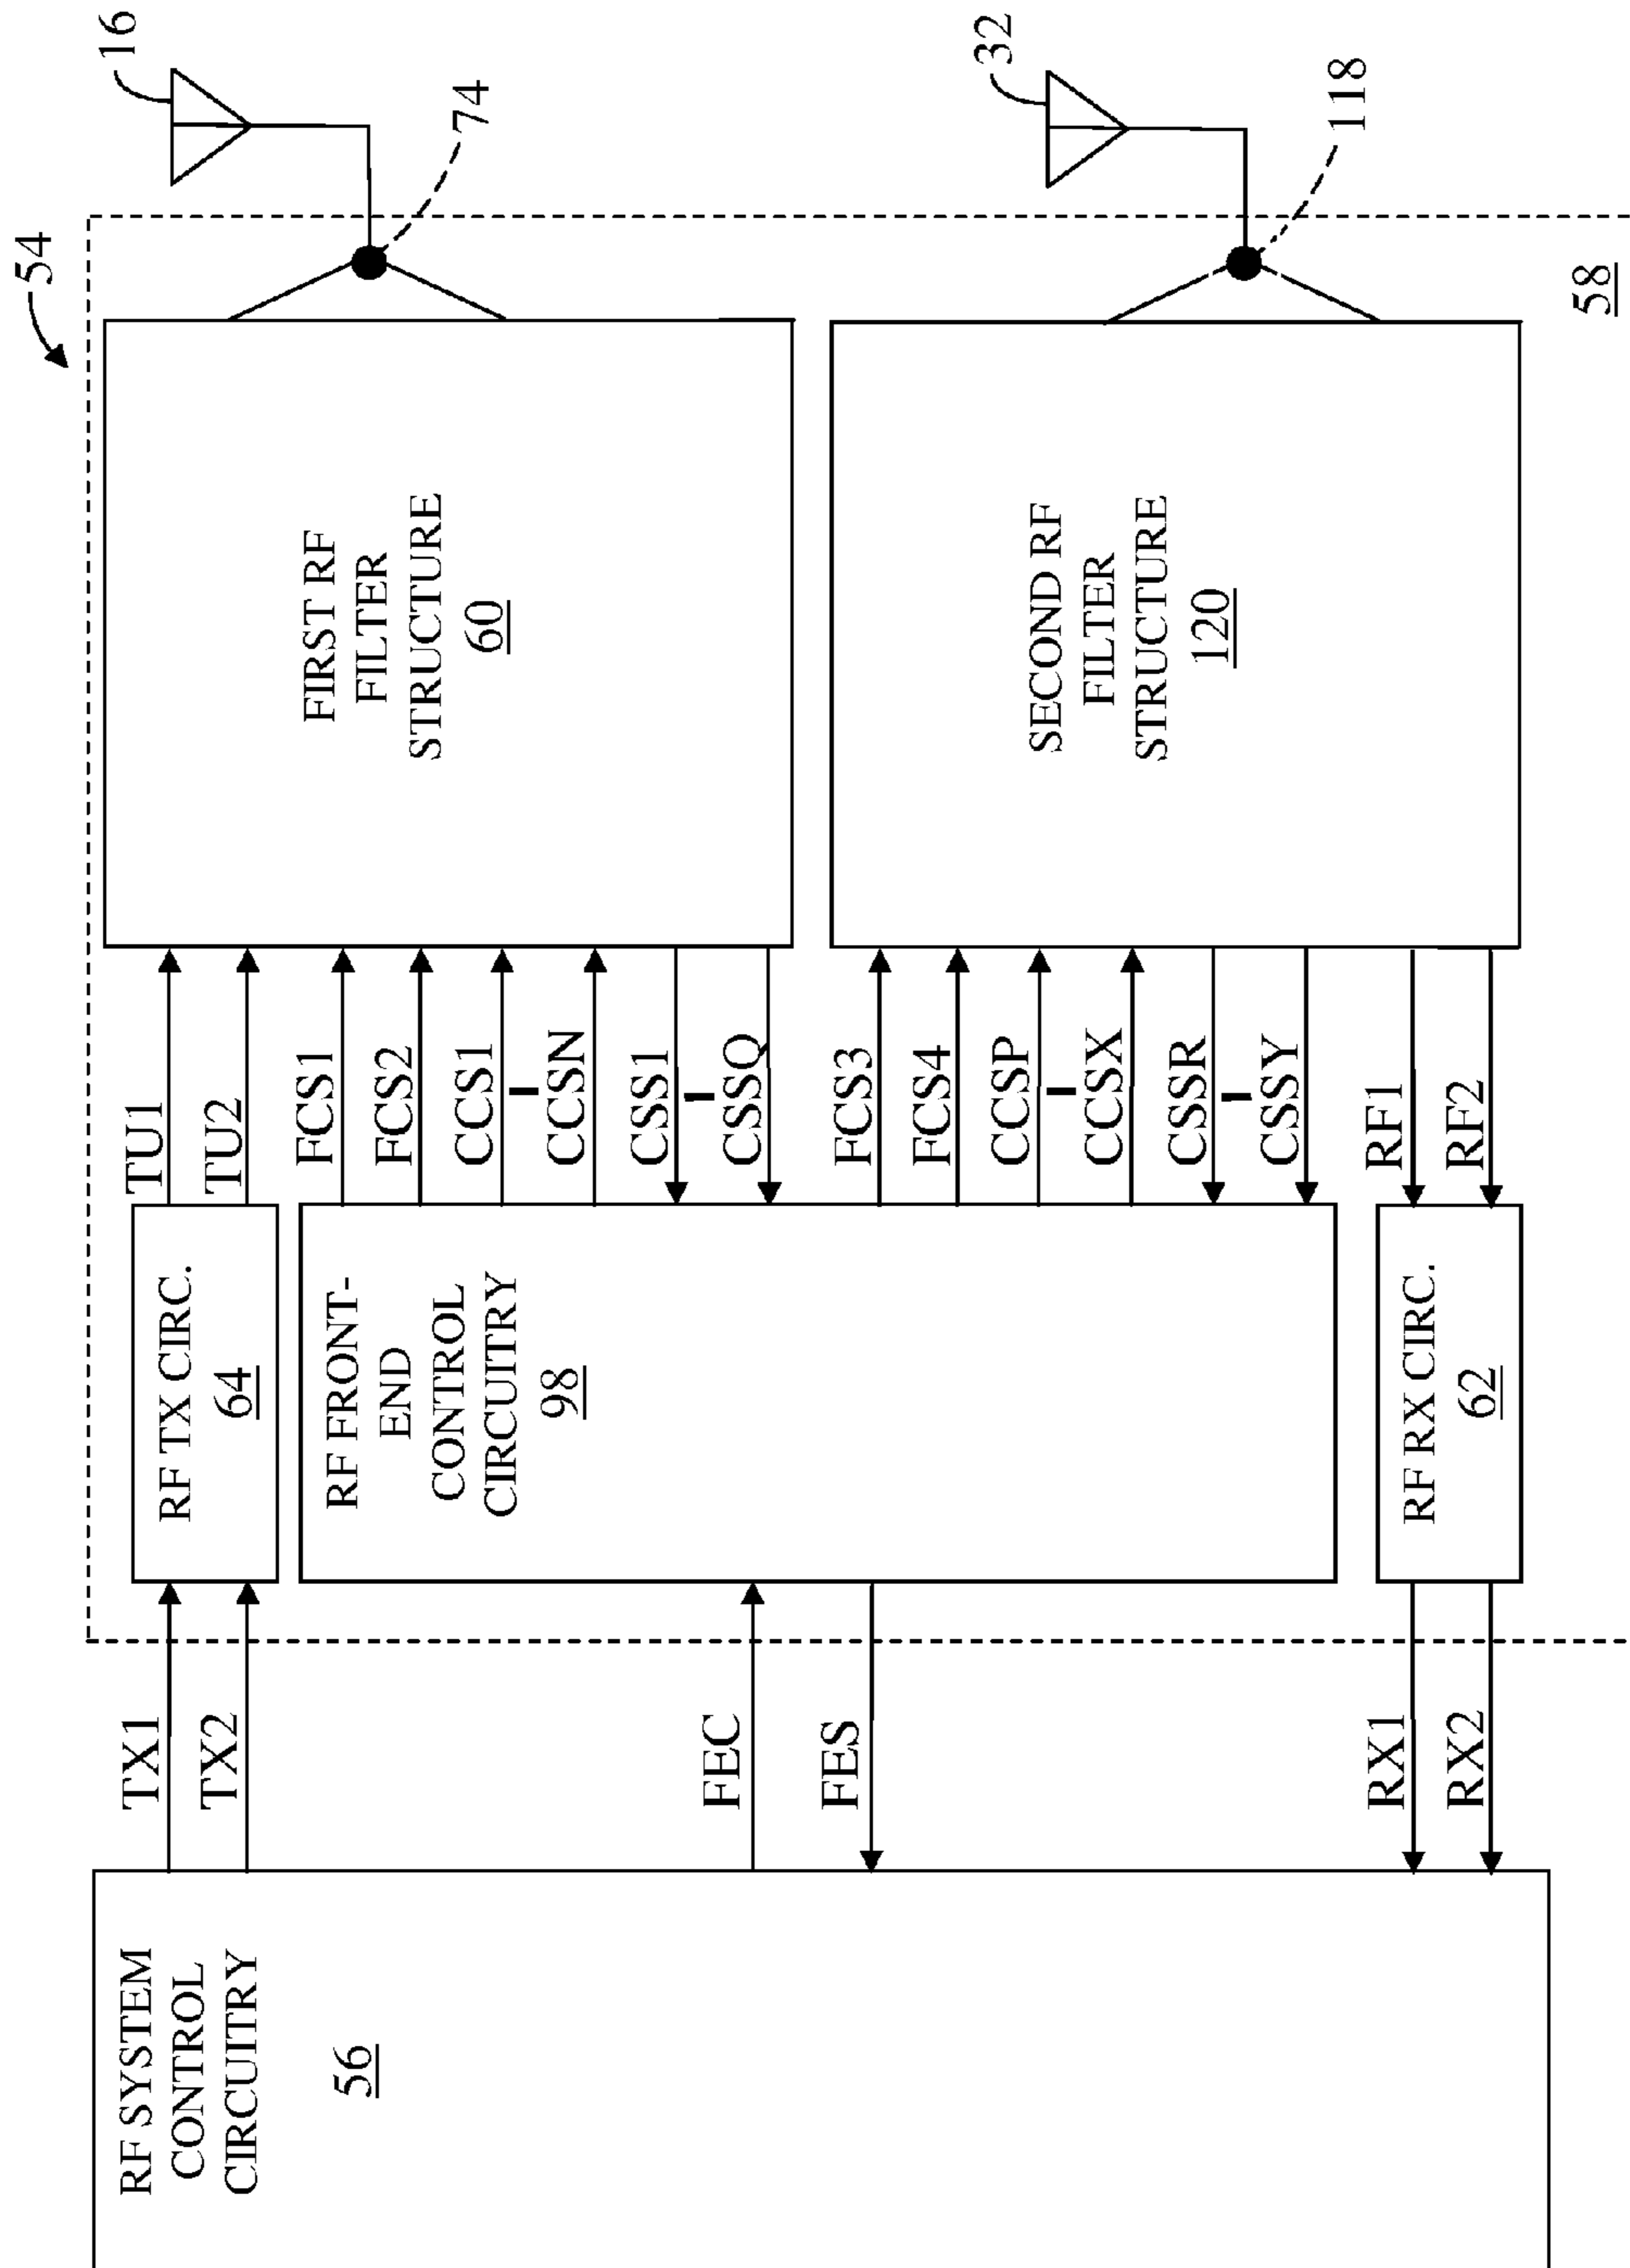 54
16
74
TX1
TX2
TU1
TU2
RF TX CIRC.
64
RF SYSTEM
CONTROL
CIRCUITRY
56
FEC
FES
RF FRONT-
END
CONTROL
CIRCUITRY
98
FCS1
FCS2
CCS1
-
CCSN
CSS1
-
CSSQ
FIRST RF
FILTER
STRUCTURE
60
FCS3
FCS4
CCSP
-
CCSX
CSSR
-
CSSY
SECOND RF
FILTER
STRUCTURE
120
32
118
RX1
RX2
RF RX CIRC.
62
RF1
RF2
58